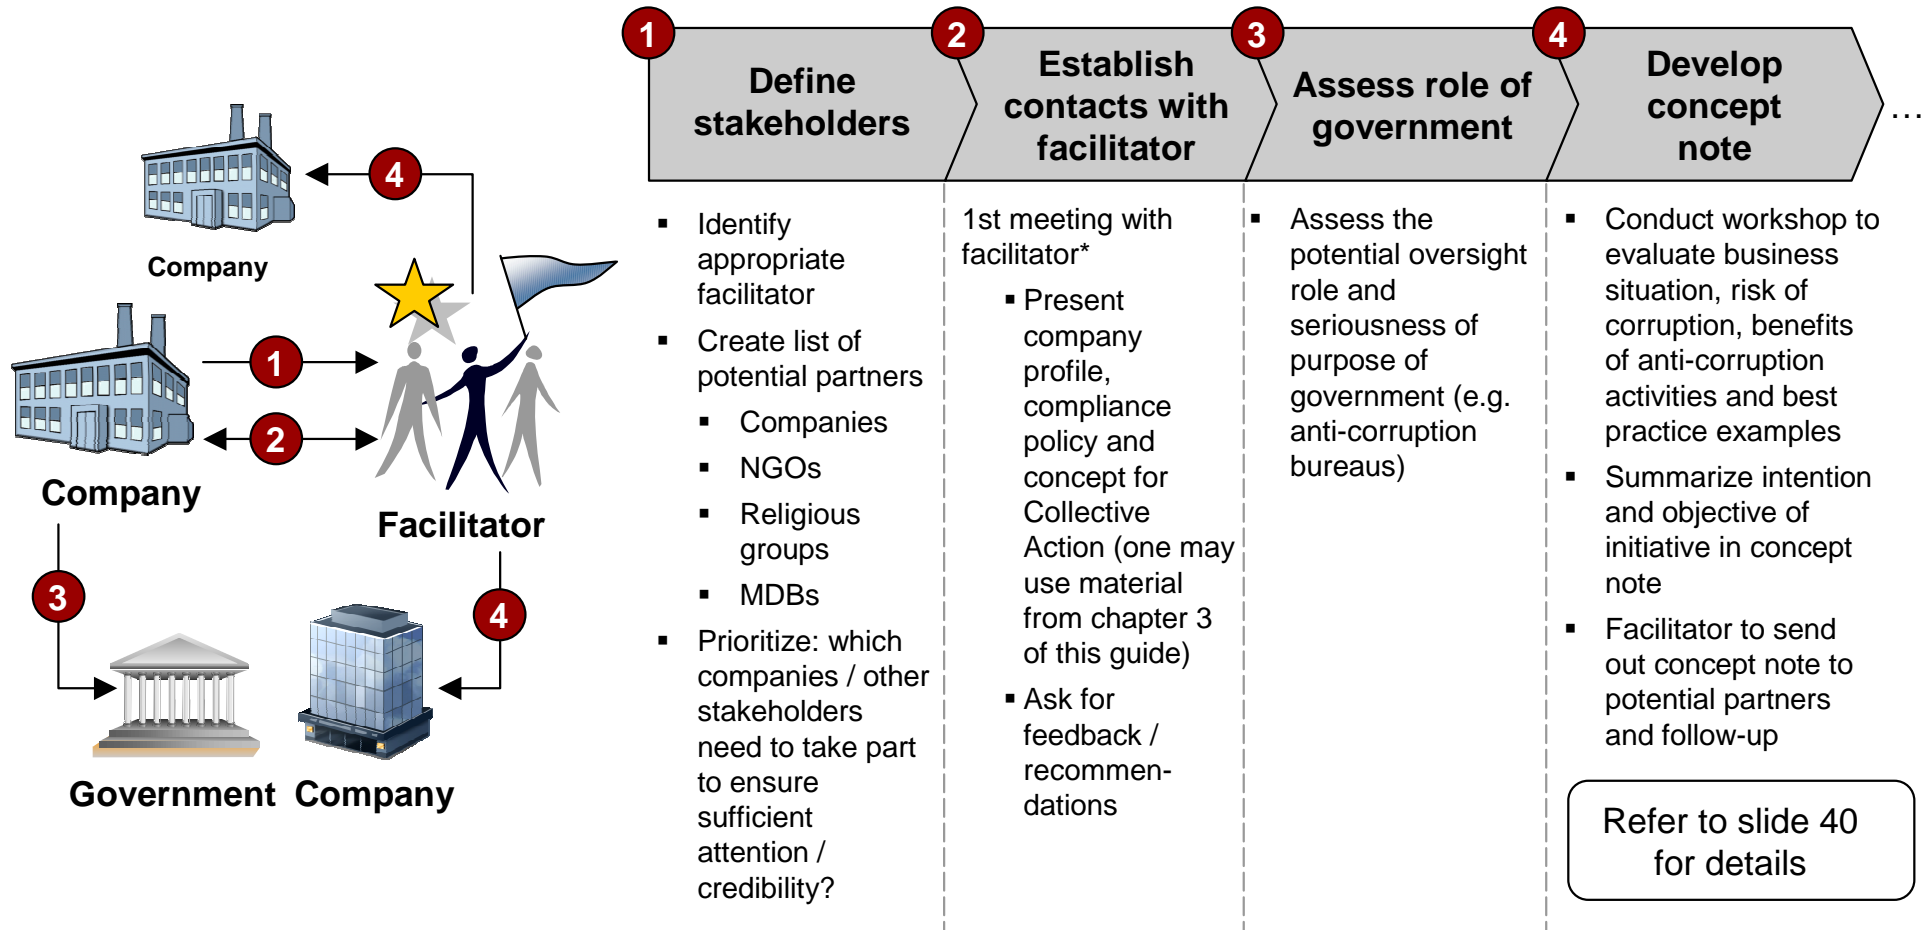 4
Company
1
2
Company
Facilitator
3
4
Government
Company
1
Define
stakeholders
2
Establish
contacts with
facilitator
3
Assess role of
government
4
Develop
concept
note
...
▪ Identify
appropriate
facilitator
▪ Create list of
potential partners
▪ Companies
▪ NGOs
▪ Religious
groups
▪ MDBs
▪ Prioritize: which
companies / other
stakeholders
need to take part
to ensure
sufficient
attention /
credibility?
1st meeting with
facilitator*
▪ Present
company
profile,
compliance
policy and
concept for
Collective
Action (one may
use material
from chapter 3
of this guide)
▪ Ask for
feedback /
recommen-
dations
▪ Assess the
potential oversight
role and
seriousness of
purpose of
government (e.g.
anti-corruption
bureaus)
▪ Conduct workshop to
evaluate business
situation, risk of
corruption, benefits
of anti-corruption
activities and best
practice examples
▪ Summarize intention
and objective of
initiative in concept
note
▪ Facilitator to send
out concept note to
potential partners
and follow-up
Refer to slide 40
for details